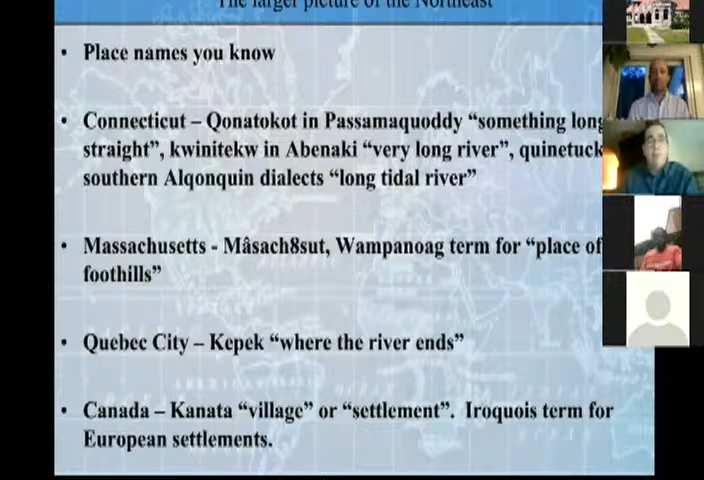 The larger picture of the Northeast
• Place names you know
• Connecticut – Qonatokot in Passamaquoddy “something long
straight”, kwinitekw in Abenaki “very long river”, quinetuck
southern Alqonquin dialects “long tidal river”
• Massachusetts - Mâsach8sut, Wampanoag term for “place of
foothills”
• Quebec City – Kepek “where the river ends”
• Canada – Kanata “village” or “settlement”. Iroquois term for
European settlements.